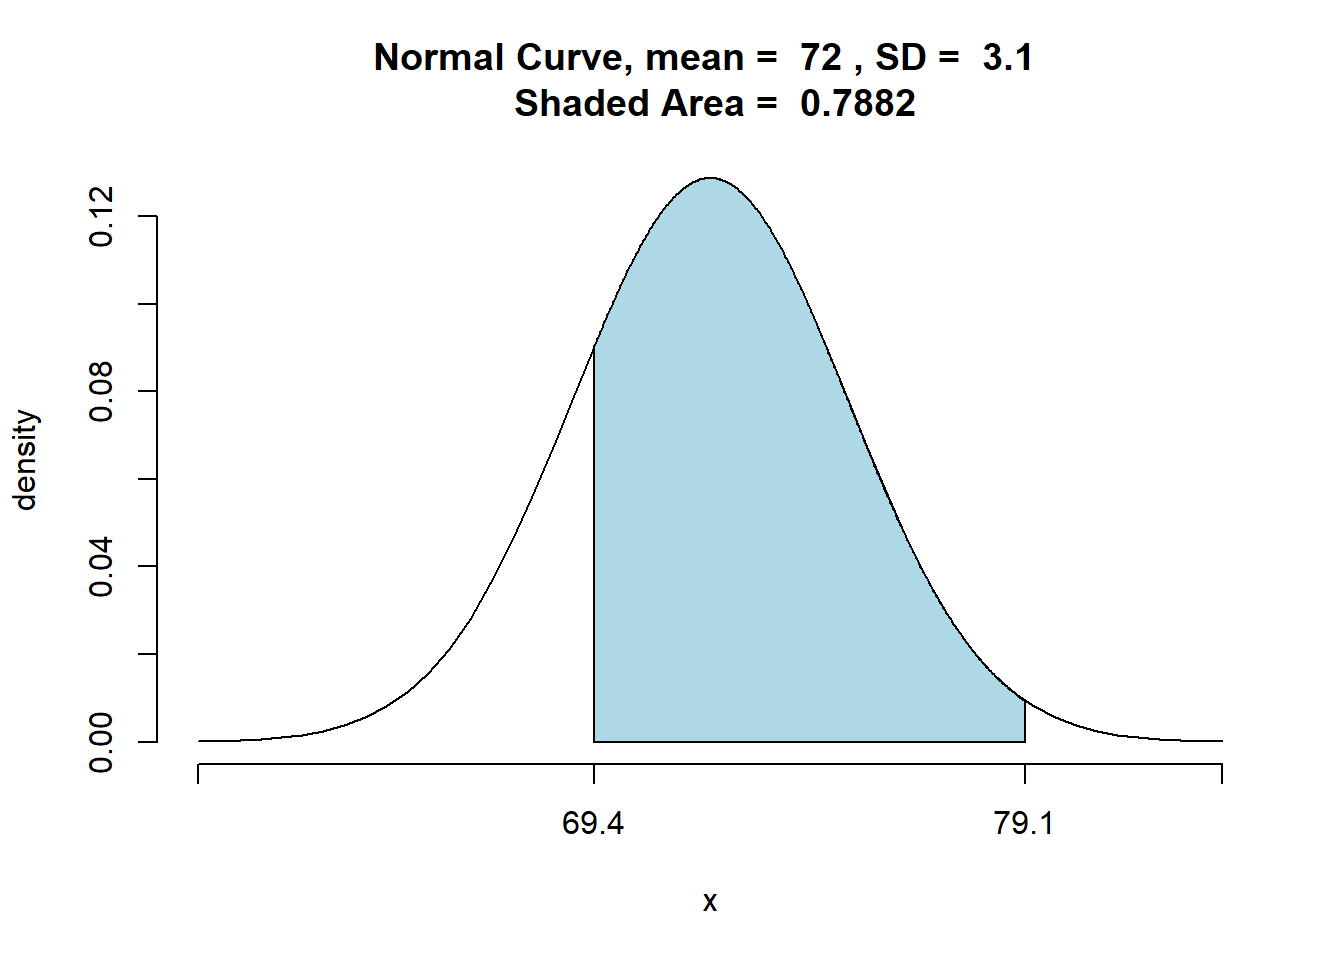 Normal Curve, mean =  72 , SD =  3.1
Shaded Area =  0.7882
0.12
0.08
0.04
0.00
density
69.4
79.1
x